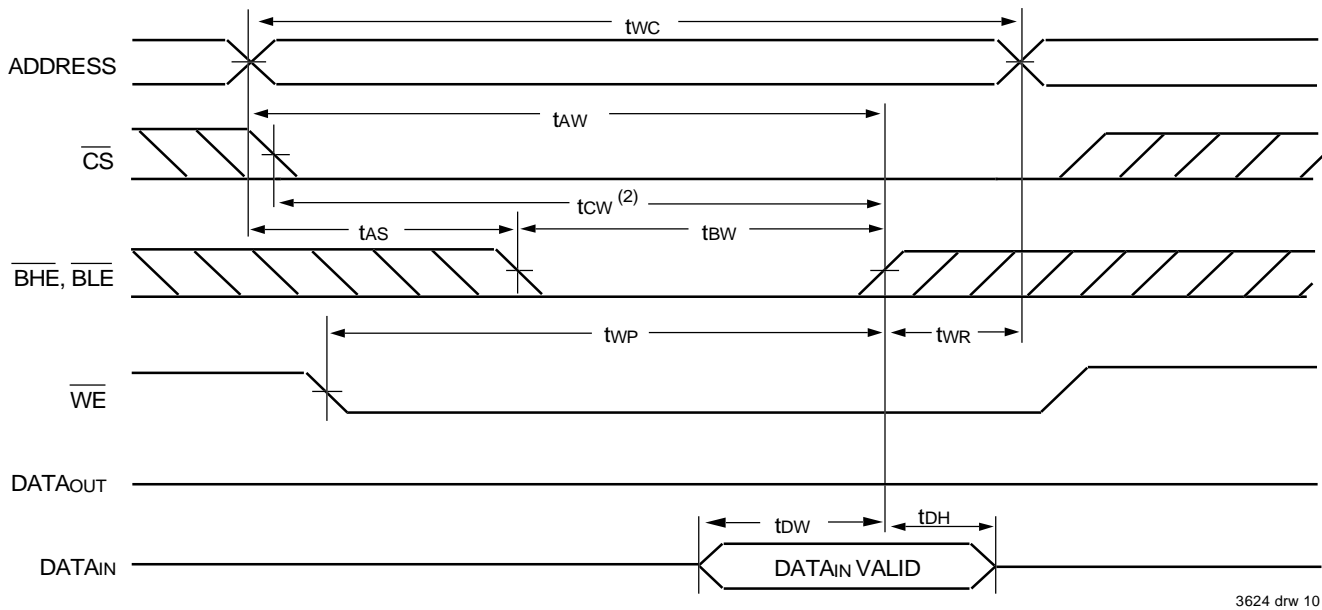 tWC
ADDRESS
tAW
CS
tCW (2)
tAS
tBW
BHE, BLE
tWP
tWR
WE
DATAOUT
tDW
tDH
DATAIN
DATAIN VALID
3624 drw 10